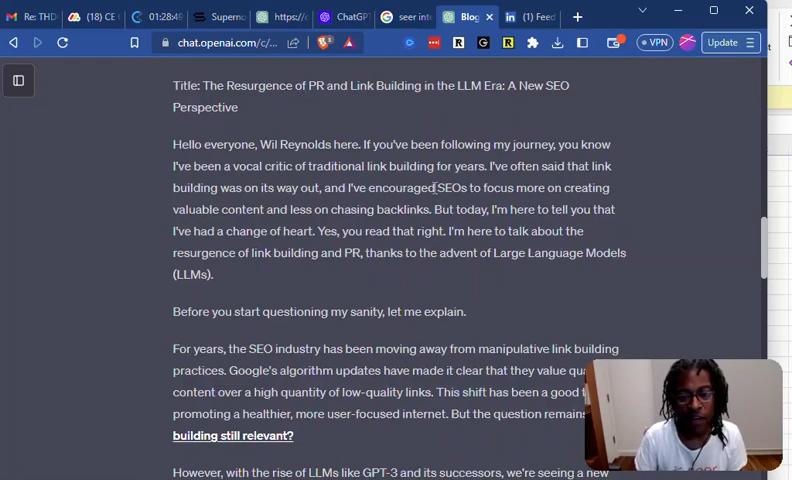 Re: THD
(18) CE
01:28:49
Superno
https://c
ChatGP
seer inte
Blog
Feed
chat.openai.com/c/...
VPN
Update
Title: The Resurgence of PR and Link Building in the LLM Era: A New SEO
Perspective
Hello everyone, Wil Reynolds here. If you've been following my journey, you know
I've been a vocal critic of traditional link building for years. I've often said that link
building was on its way out, and I've encouraged SEOs to focus more on creating
valuable content and less on chasing backlinks. But today, I'm here to tell you that
I've had a change of heart. Yes, you read that right. I'm here to talk about the
resurgence of link building and PR, thanks to the advent of Large Language Models
(LLMs).
Before you start questioning my sanity, let me explain.
For years, the SEO industry has been moving away from manipulative link building
practices. Google's algorithm updates have made it clear that they value qua
content over a high quantity of low-quality links. This shift has been a good t
promoting a healthier, more user-focused internet. But the question remains
building still relevant?
However, with the rise of LLMs like GPT-3 and its successors, we're seeing a new